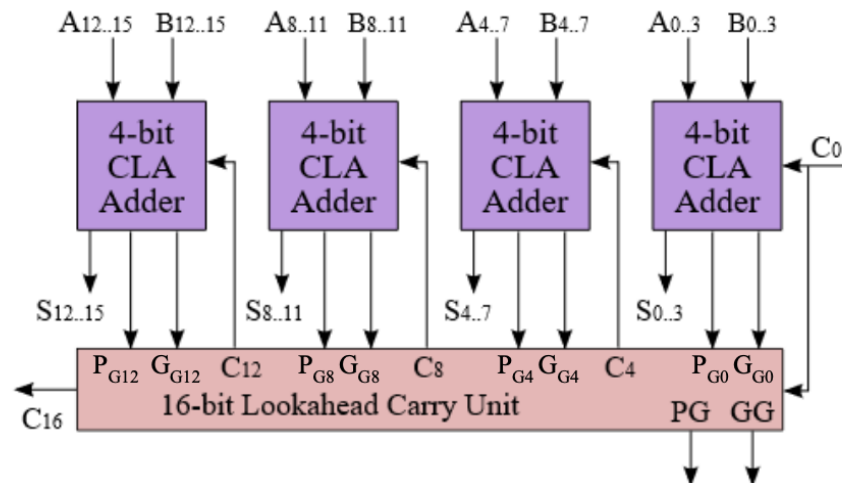 A12..15 B12..15 A8..11 B8..11 A4..7 B4..7 A0..3 B0..3
4-bit CLA Adder
4-bit CLA Adder
4-bit CLA Adder
4-bit CLA Adder
C0
S12..15 S8..11 S4..7 S0..3
PG12 GG12 C12 PG8 GG8 C8 PG4 GG4 C4 PG0 GG0
16-bit Lookahead Carry Unit
PG GG
C16